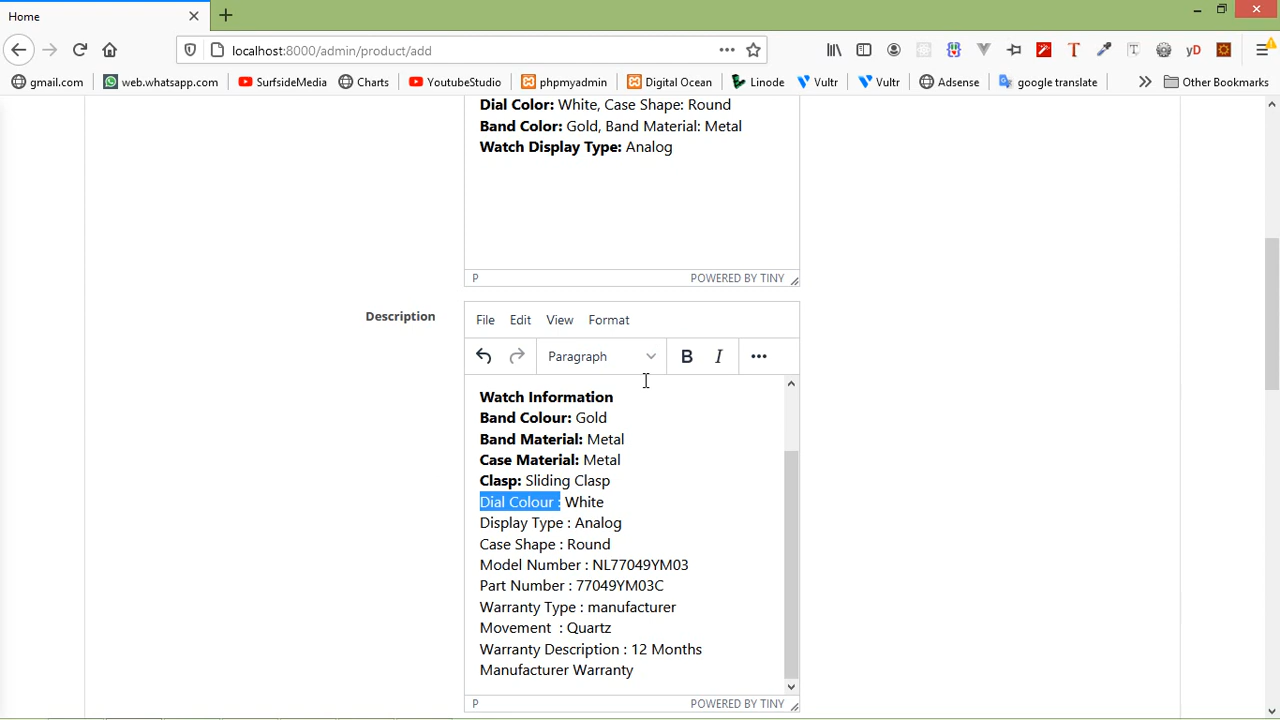 Home
localhost:8000/admin/product/add
gmail.com web.whatsapp.com SurfsideMedia Charts YoutubeStudio phpmyadmin Digital Ocean Linode Vultr Vultr Adsense google translate Other Bookmarks
Dial Color: White, Case Shape: Round
Band Color: Gold, Band Material: Metal
Watch Display Type: Analog
P POWERED BY TINY
Description
File Edit View Format
Paragraph B I
Watch Information
Band Colour: Gold
Band Material: Metal
Case Material: Metal
Clasp: Sliding Clasp
Dial Colour : White
Display Type : Analog
Case Shape : Round
Model Number : NL77049YM03
Part Number : 77049YM03C
Warranty Type : manufacturer
Movement  : Quartz
Warranty Description : 12 Months
Manufacturer Warranty
P POWERED BY TINY